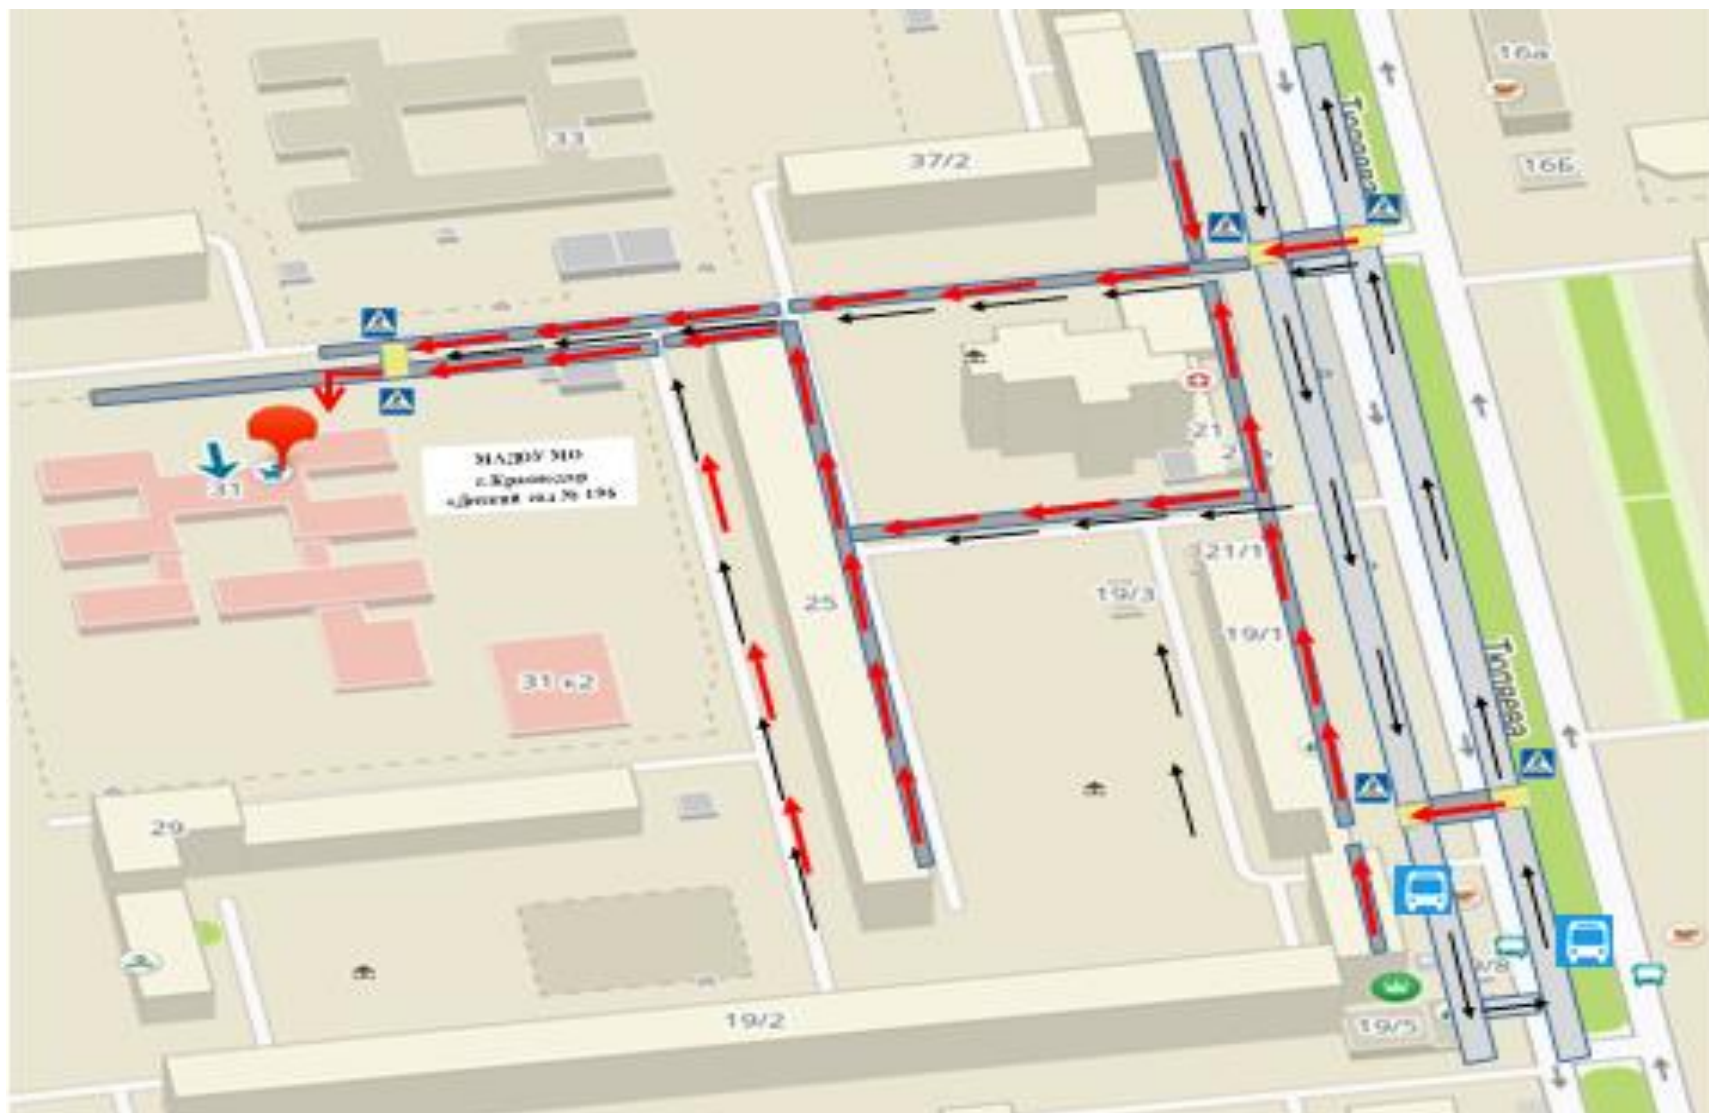 16а
33
37/2
16Б
Тюляева
21
31
МАДОУ МО
г.Краснодар
«Детский сад № 196
21/1
25
19/3
19/1
31 к2
Тюляева
29
19/2
19/5